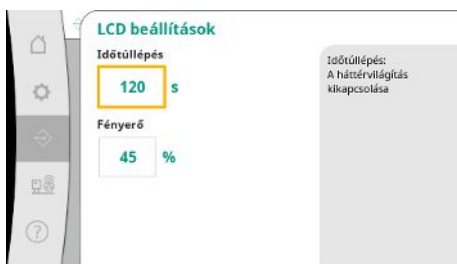 LCD beállítások
Időtúllépés
120 s
Fényerő
45 %
Időtúllépés:
A háttérvilágítás
kikapcsolása